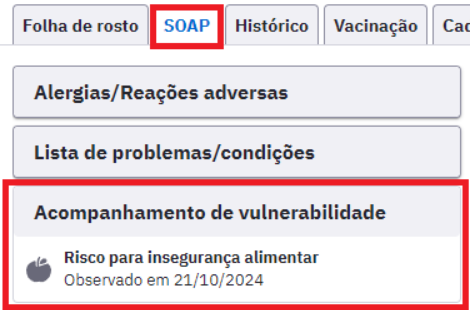 Folha de rosto SOAP Histórico Vacinação
Alergias/Reações adversas
Lista de problemas/condições
Acompanhamento de vulnerabilidade
Risco para insegurança alimentar
Observado em 21/10/2024